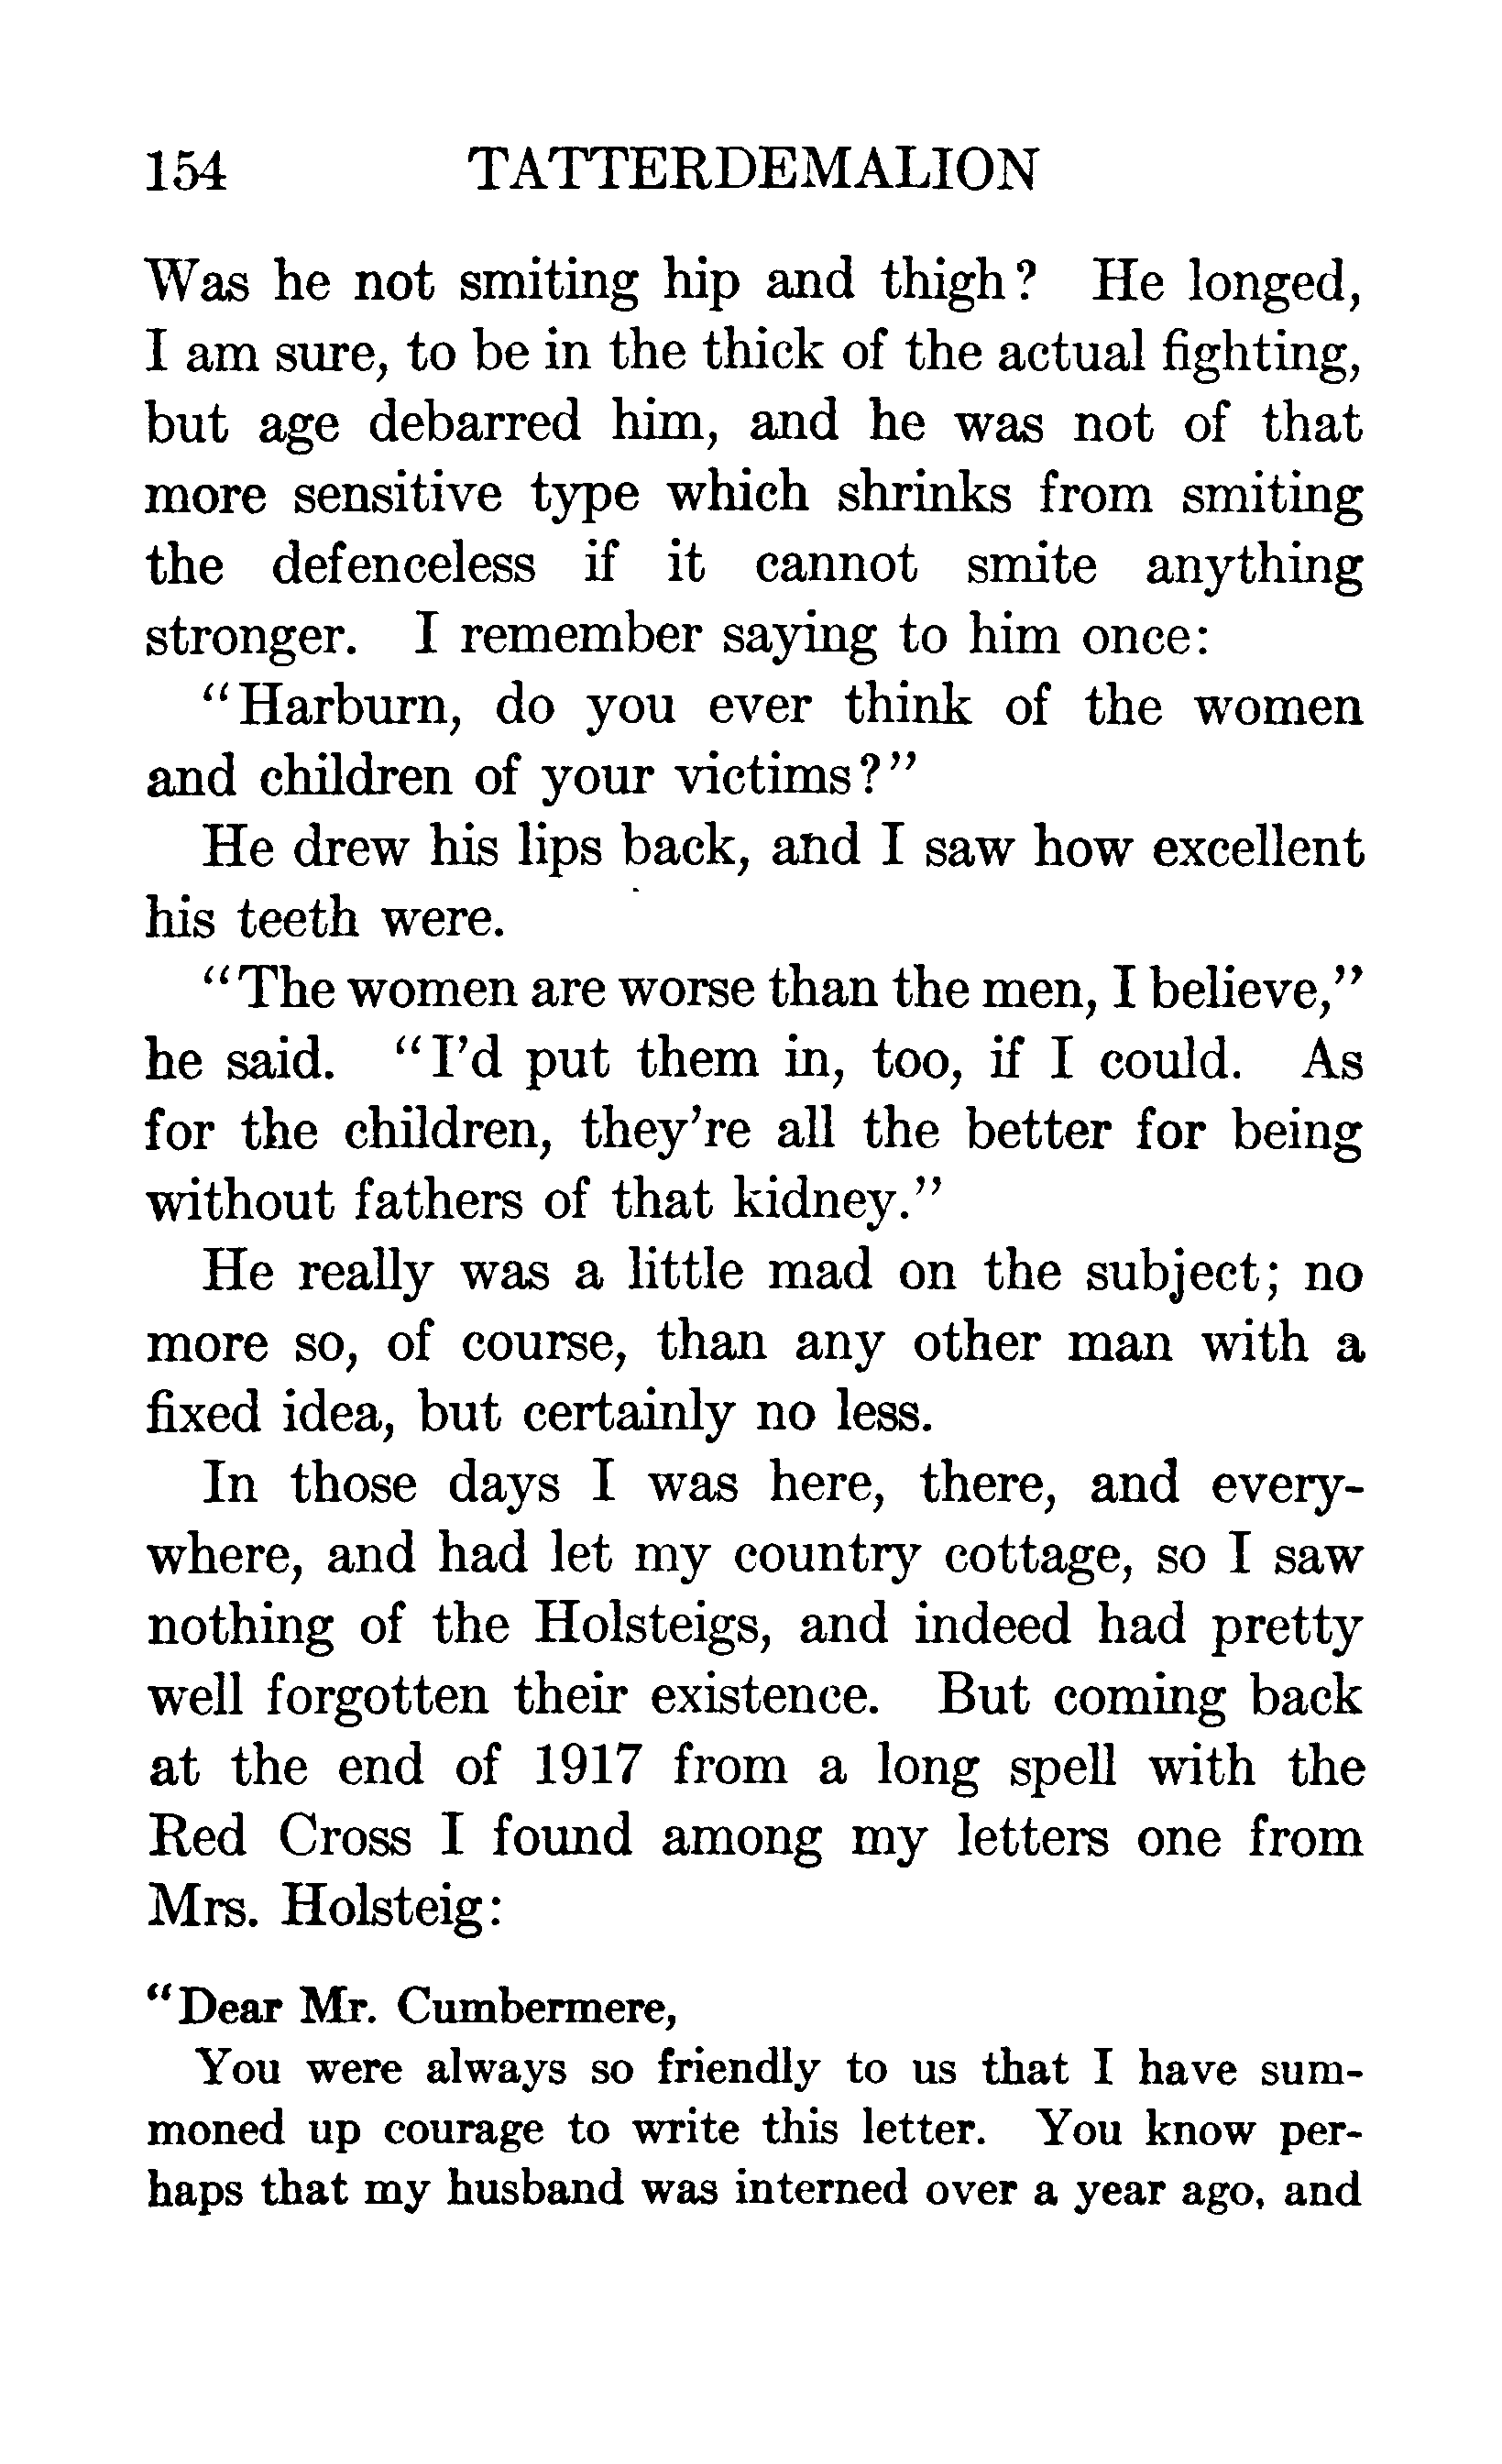 154 TATTERDEMALION
Was he not smiting hip and thigh? He longed,
I am sure, to be in the thick of the actual fighting,
but age debarred him, and he was not of that
more sensitive type which shrinks from smiting
the defenceless if it cannot smite anything
stronger. I remember saying to him once:
“Harburn, do you ever think of the women
and children of your victims?”
He drew his lips back, and I saw how excellent
his teeth were.
“The women are worse than the men, I believe,”
he said. “I’d put them in, too, if I could. As
for the children, they’re all the better for being
without fathers of that kidney.”
He really was a little mad on the subject; no
more so, of course, than any other man with a
fixed idea, but certainly no less.
In those days I was here, there, and every-
where, and had let my country cottage, so I saw
nothing of the Holsteigs, and indeed had pretty
well forgotten their existence. But coming back
at the end of 1917 from a long spell with the
Red Cross I found among my letters one from
Mrs. Holsteig:
“Dear Mr. Cumbermere,
You were always so friendly to us that I have sum-
moned up courage to write this letter. You know per-
haps that my husband was interned over a year ago, and